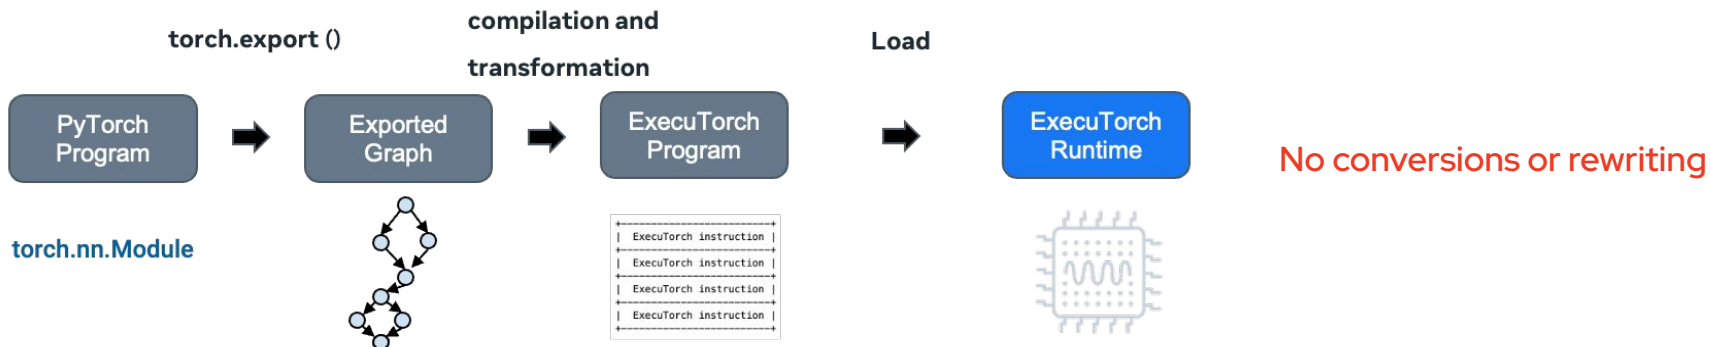 torch.export ()
compilation and
transformation
Load
PyTorch
Program
Exported
Graph
ExecuTorch
Program
ExecuTorch
Runtime
No conversions or rewriting
torch.nn.Module
+---------------------------+
| ExecuTorch instruction |
+---------------------------+
| ExecuTorch instruction |
+---------------------------+
| ExecuTorch instruction |
+---------------------------+
| ExecuTorch instruction |
+---------------------------+